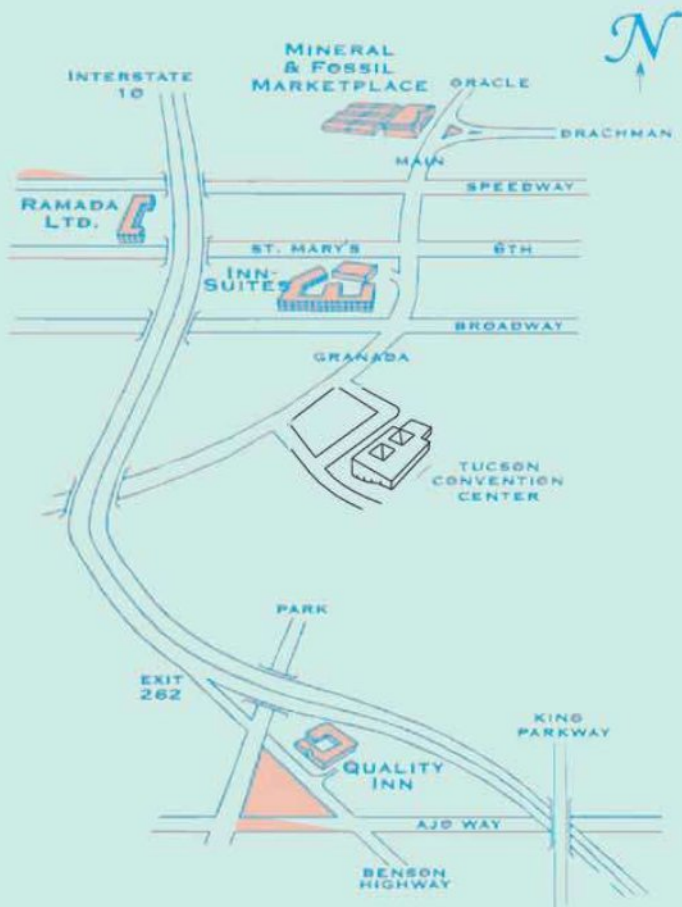 N
MINERAL
& FOSSIL
MARKETPLACE
INTERSTATE
10
ORACLE
DRACHMAN
MAIN
SPEEDWAY
RAMADA
LTD.
ST. MARY'S
6TH
INN-
SUITES
BROADWAY
GRANADA
TUCSON
CONVENTION
CENTER
PARK
EXIT
262
KINO
PARKWAY
QUALITY
INN
AJO WAY
BENSON
HIGHWAY